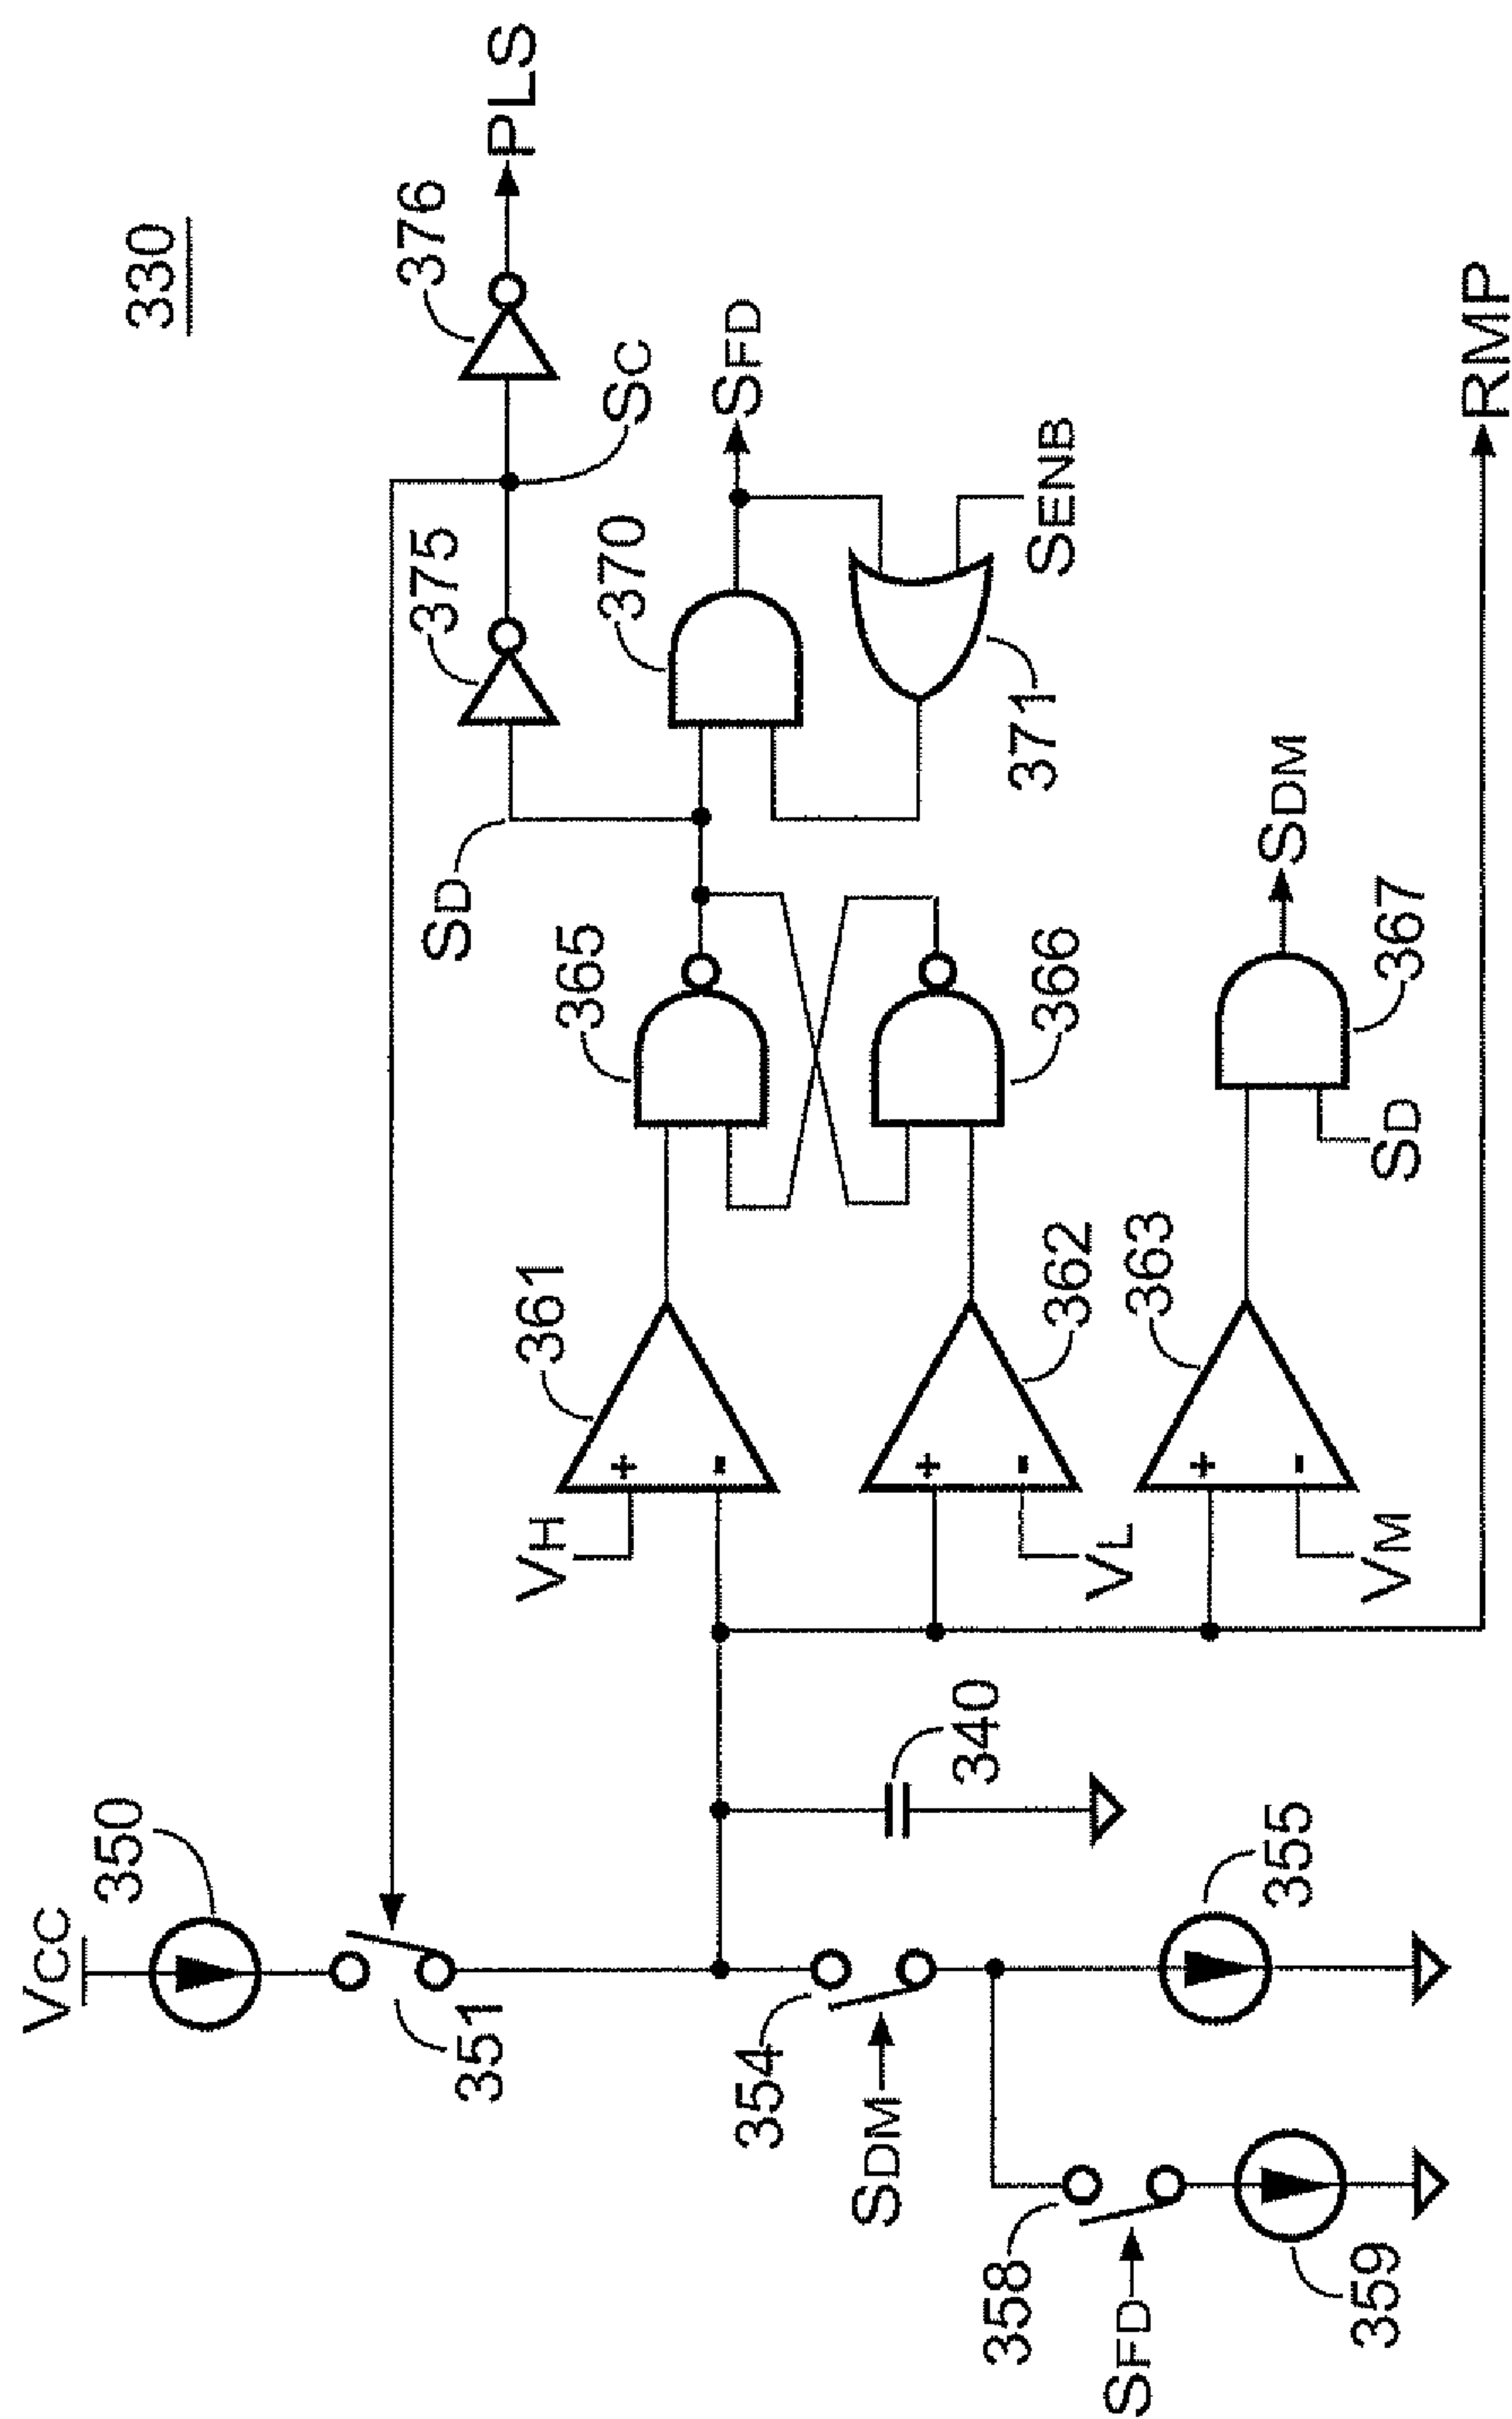 330
VCC
350
351
354
SDM
358
SFD
359
355
340
VH
361
VL
362
363
VM
365
366
367
SD
SDM
SD
375
SC
376
PLS
370
SFD
371
SENB
RMP